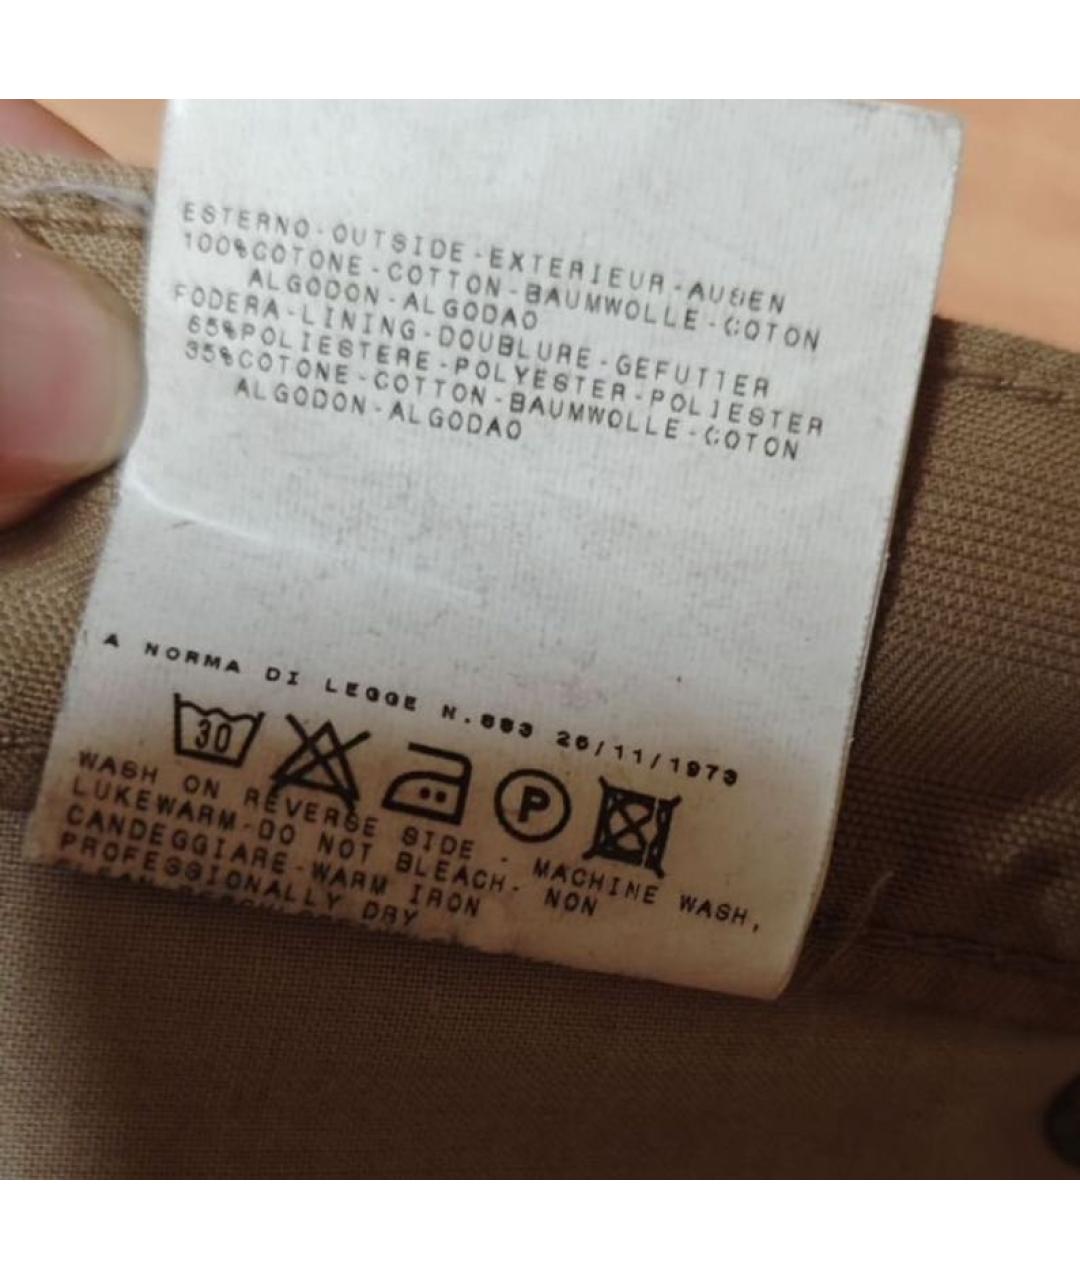 ESTERNO-OUTSIDE-EXTERIEUR-AUßEN
100%COTONE-COTTON-BAUMWOLLE-COTON
ALGODON-ALGODAO
FODERA-LINING-DOUBLURE-GEFUTTER
65%POLIESTERE-POLYESTER-POLIESTER
35%COTONE-COTTON-BAUMWOLLE-COTON
ALGODON-ALGODAO
A NORMA DI LEGGE N.883 26/11/1973
30
P
WASH ON REVERSE SIDE - MACHINE WASH,
LUKEWARM-DO NOT BLEACH- NON
CANDEGGIARE-WARM IRON
PROFESSIONALLY DRY